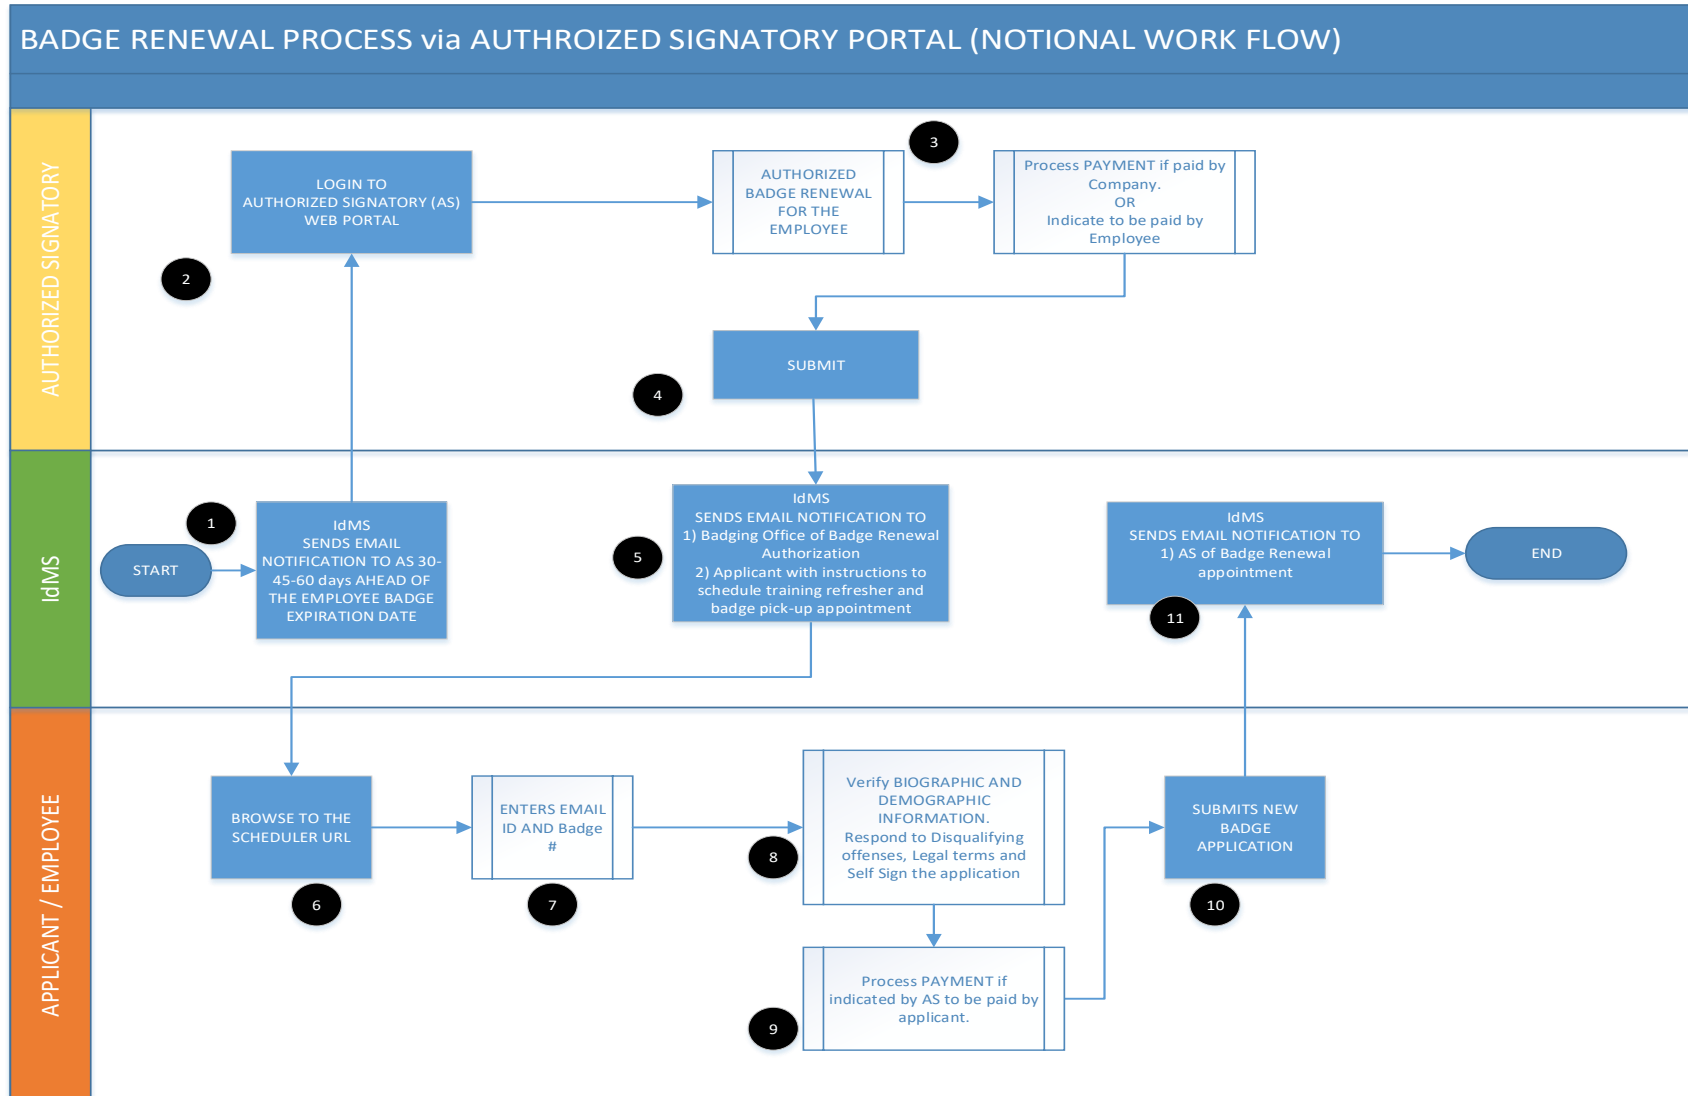 BADGE RENEWAL PROCESS via AUTHROIZED SIGNATORY PORTAL (NOTIONAL WORK FLOW)
AUTHORIZED SIGNATORY
LOGIN TO
AUTHORIZED SIGNATORY (AS)
WEB PORTAL
2
AUTHORIZED
BADGE RENEWAL
FOR THE
EMPLOYEE
3
Process PAYMENT if paid by
Company.
OR
Indicate to be paid by
Employee
SUBMIT
4
IdMS
START
1
IdMS
SENDS EMAIL
NOTIFICATION TO AS 30-
45-60 days AHEAD OF
THE EMPLOYEE BADGE
EXPIRATION DATE
5
IdMS
SENDS EMAIL NOTIFICATION TO
1) Badging Office of Badge Renewal
Authorization
2) Applicant with instructions to
schedule training refresher and
badge pick-up appointment
IdMS
SENDS EMAIL NOTIFICATION TO
1) AS of Badge Renewal
appointment
11
END
APPLICANT / EMPLOYEE
BROWSE TO THE
SCHEDULER URL
6
ENTERS EMAIL
ID AND Badge
#
7
Verify BIOGRAPHIC AND
DEMOGRAPHIC
INFORMATION.
Respond to Disqualifying
offenses, Legal terms and
Self Sign the application
8
Process PAYMENT if
indicated by AS to be paid by
applicant.
9
SUBMITS NEW
BADGE
APPLICATION
10